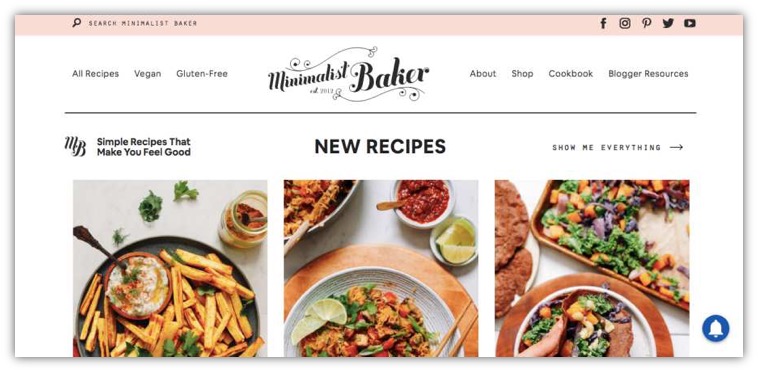 SEARCH MINIMALIST BAKER
All Recipes Vegan Gluten-Free
Minimalist Baker
est. 2012
About Shop Cookbook Blogger Resources
MB
Simple Recipes That
Make You Feel Good
NEW RECIPES
SHOW ME EVERYTHING →